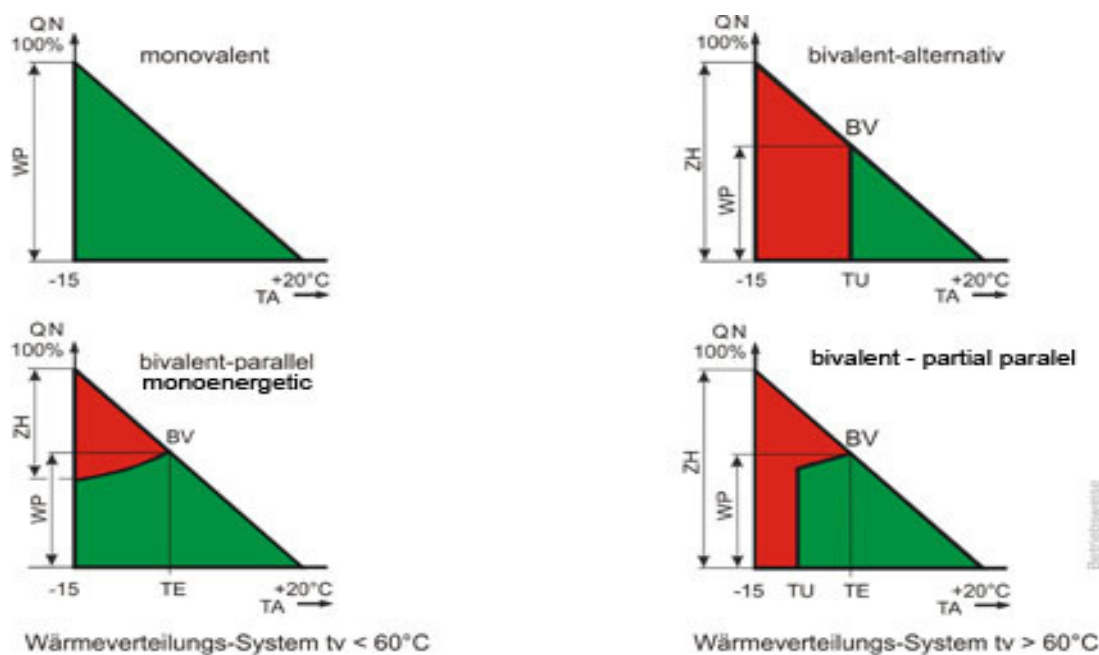 QN
100%
monovalent
WP
-15
+20°C
TA
QN
100%
bivalent-alternativ
BV
ZH
WP
-15
TU
+20°C
TA
QN
100%
bivalent-parallel
monoenergetic
BV
ZH
WP
-15
TE
+20°C
TA
QN
100%
bivalent - partial paralel
BV
ZH
WP
-15
TU
TE
+20°C
TA
Betriebsweise
Wärmeverteilungs-System tv < 60°C
Wärmeverteilungs-System tv > 60°C